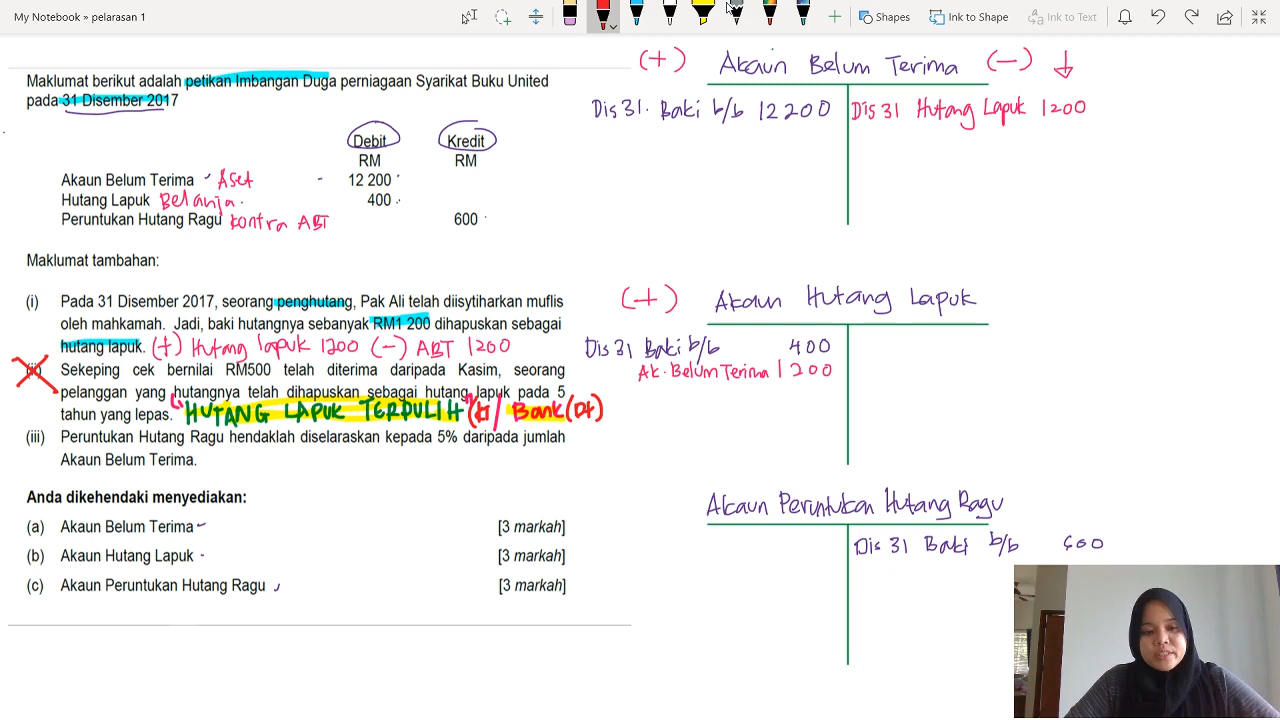 pdf nota - pelarasan 1
Shapes
Ink to Shape
Ink to Text
Maklumat berikut adalah petikan Imbangan Duga perniagaan Syarikat Buku United
pada 31 Disember 2017
Debit Kredit
RM RM
Akaun Belum Terima Aset 12 200
Hutang Lapuk Belanja. 400
Peruntukan Hutang Ragu kontra ABT 600
Maklumat tambahan:
(i) Pada 31 Disember 2017, seorang penghutang, Pak Ali telah diisytiharkan muflis
oleh mahkamah. Jadi, baki hutangnya sebanyak RM1 200 dihapuskan sebagai
hutang lapuk. (+) Hutang lapuk 1200 (-) ABT 1200
(ii) Sekeping cek bernilai RM500 telah diterima daripada Kasim, seorang
pelanggan yang hutangnya telah dihapuskan sebagai hutang lapuk pada 5
tahun yang lepas. HUTANG LAPUK TERPULIH (kt) / Bank (Dt)
(iii) Peruntukan Hutang Ragu hendaklah diselaraskan kepada 5% daripada jumlah
Akaun Belum Terima.
Anda dikehendaki menyediakan:
(a) Akaun Belum Terima [3 markah]
(b) Akaun Hutang Lapuk [3 markah]
(c) Akaun Peruntukan Hutang Ragu [3 markah]
(+) Akaun Belum Terima (-) ↓
Dis 31. Baki b/b 12 200 Dis 31 Hutang Lapuk 1200
(+) Akaun Hutang Lapuk
Dis 31 Baki b/b 400
Ak. Belum Terima 1 200
Akaun Peruntukan Hutang Ragu
Dis 31 Baki b/b 600